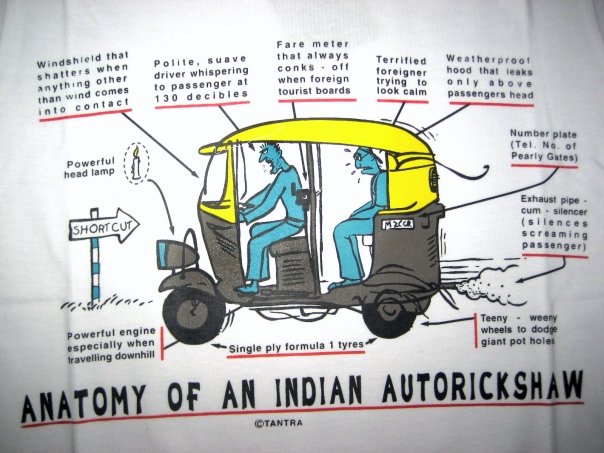 Windshield that
shatters when
anything other
than wind comes
into contact
Polite, suave
driver whispering
to passenger at
130 decibles
Fare meter
that always
conks - off
when foreign
tourist boards
Terrified
foreigner
trying to
look calm
Weatherproof
hood that leaks
only above
passengers head
Number plate
(Tel. No. of
Pearly Gates)
Powerful
head lamp
Exhaust pipe -
cum - silencer
(silences
screaming
passenger)
SHORT CUT
Powerful engine
especially when
travelling downhill
Single ply formula 1 tyres
Teeny - weeny
wheels to dodge
giant pot holes
ANATOMY OF AN INDIAN AUTORICKSHAW
©TANTRA